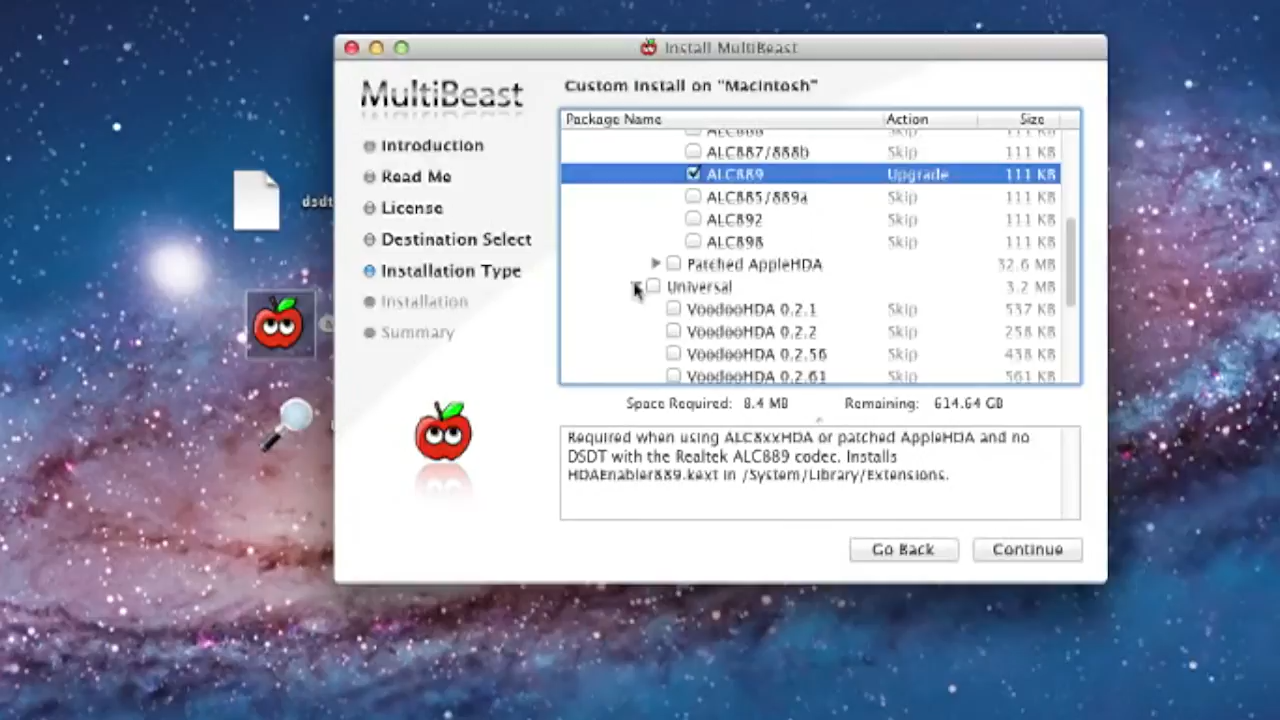 Install MultiBeast
MultiBeast
Custom Install on "Macintosh"
Package Name Action Size
Introduction
Read Me
License
Destination Select
Installation Type
Installation
Summary
Skip 111 KB
ALC887/888b Skip 111 KB
ALC889 Upgrade 111 KB
ALC885/889a Skip 111 KB
ALC892 Skip 111 KB
ALC898 Skip 111 KB
Patched AppleHDA 32.6 MB
Universal 3.2 MB
VoodooHDA 0.2.1 Skip 537 KB
VoodooHDA 0.2.2 Skip 258 KB
VoodooHDA 0.2.56 Skip 438 KB
VoodooHDA 0.2.61 Skip 561 KB
dsdt
Space Required: 8.4 MB Remaining: 614.64 GB
Required when using ALC8xxHDA or patched AppleHDA and no
DSDT with the Realtek ALC889 codec. Installs
HDAEnabler889.kext in /System/Library/Extensions.
Go Back Continue